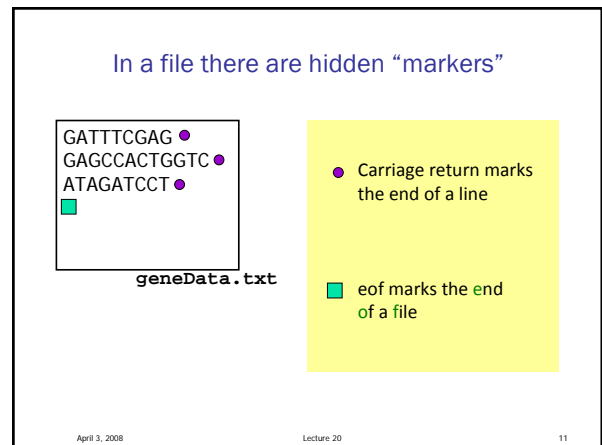 In a file there are hidden “markers”
GATTTCGAG
GAGCCACTGGTC
ATAGATCCT
geneData.txt
Carriage return marks
the end of a line
eof marks the end
of a file
April 3, 2008
Lecture 20
11